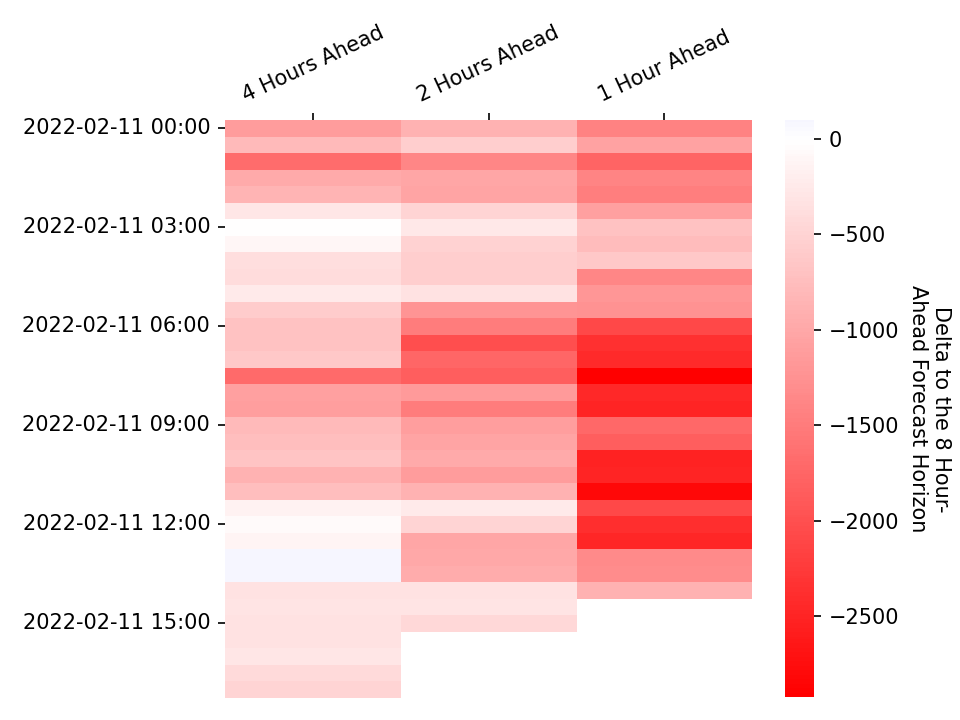 4 Hours Ahead
2 Hours Ahead
1 Hour Ahead
2022-02-11 00:00
2022-02-11 03:00
2022-02-11 06:00
2022-02-11 09:00
2022-02-11 12:00
2022-02-11 15:00
0
−500
−1000
−1500
−2000
−2500
Delta to the 8 Hour-
Ahead Forecast Horizon